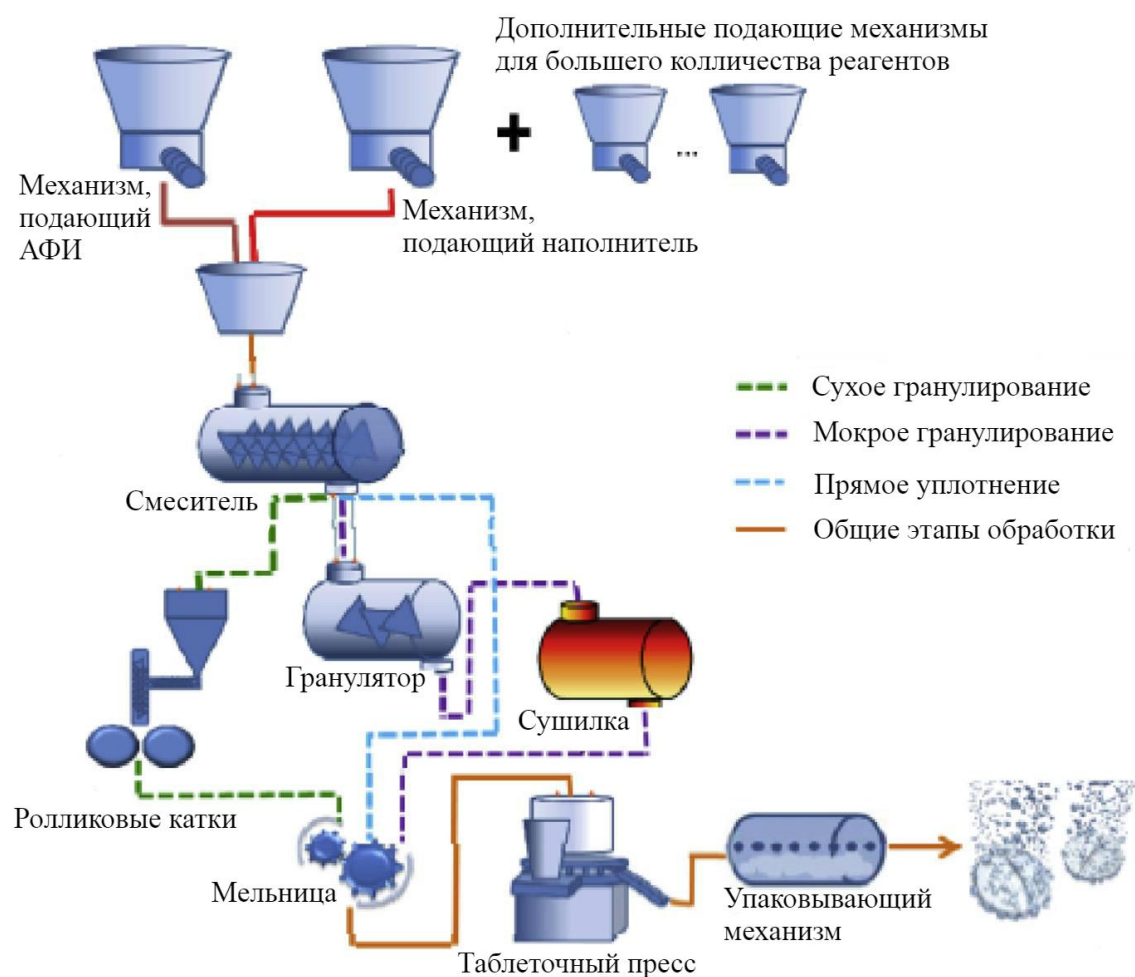 Дополнительные подающие механизмы
для большего колличества реагентов
...
Механизм,
подающий
АФИ
Механизм,
подающий наполнитель
Сухое гранулирование
Мокрое гранулирование
Прямое уплотнение
Общие этапы обработки
Смеситель
Гранулятор
Сушилка
Ролликовые катки
Мельница
Таблеточный пресс
Упаковывающий
механизм